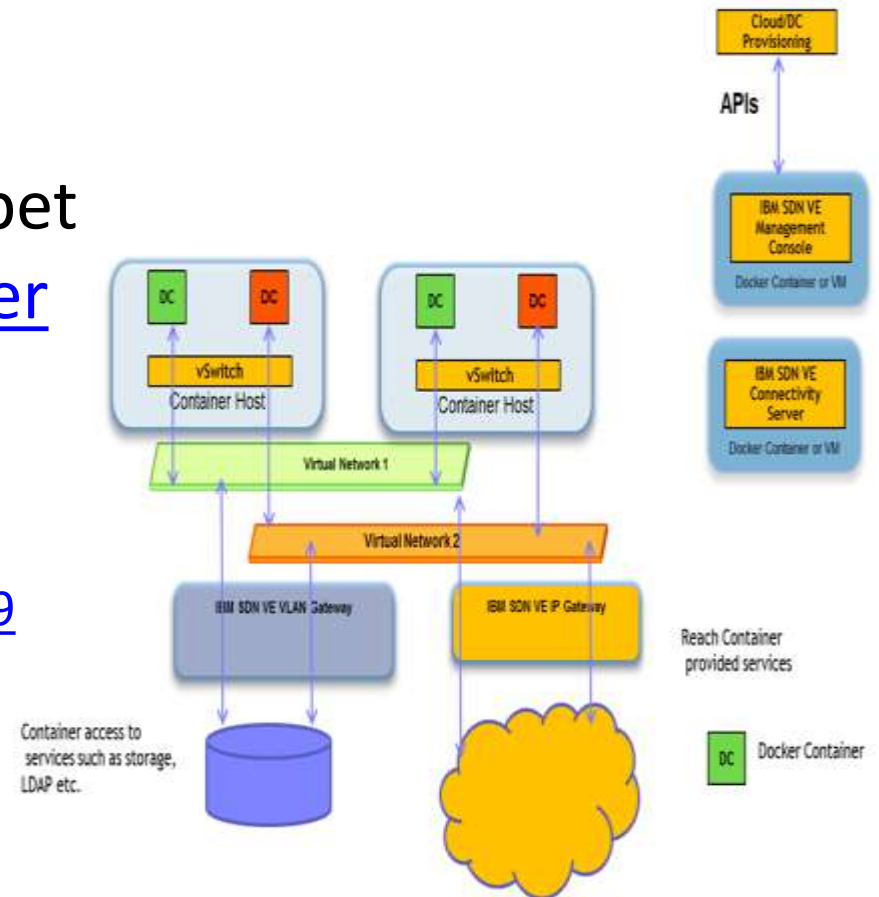 Cloud/DC
Provisioning
APIs
IBM SDN VE
Management
Console
Docker Container or VM
IBM SDN VE
Connectivity
Server
Docker Container or VM
pet
er
9
DC
DC
vSwitch
Container Host
DC
DC
vSwitch
Container Host
Virtual Network 1
Virtual Network 2
IBM SDN VE VLAN Gateway
IBM SDN VE IP Gateway
Reach Container
provided services
Container access to
services such as storage,
LDAP etc.
DC
Docker Container